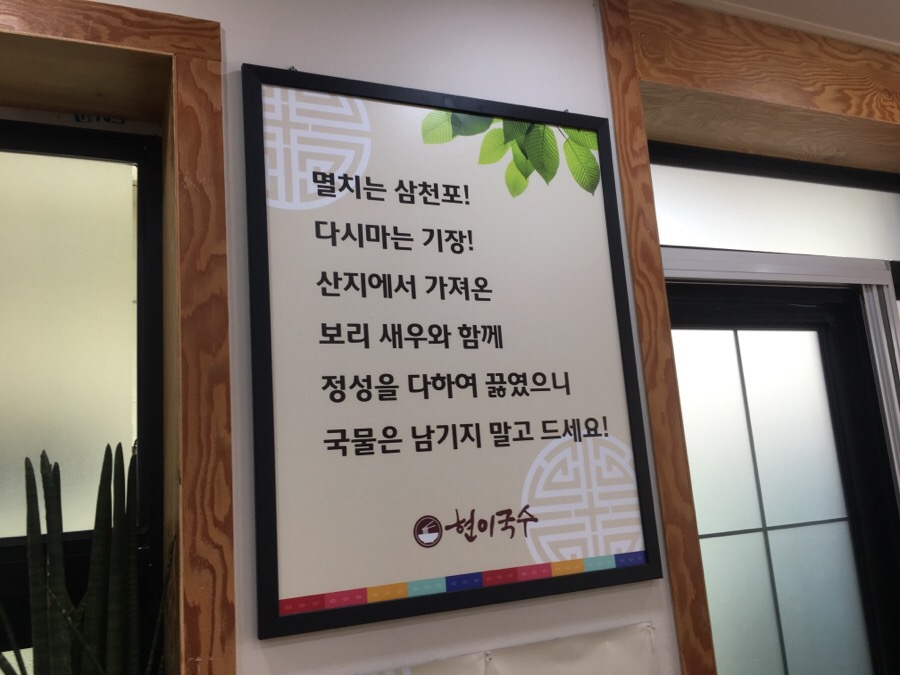 멸치는 삼천포!
다시마는 기장!
산지에서 가져온
보리 새우와 함께
정성을 다하여 끓였으니
국물은 남기지 말고 드세요!
현이국수